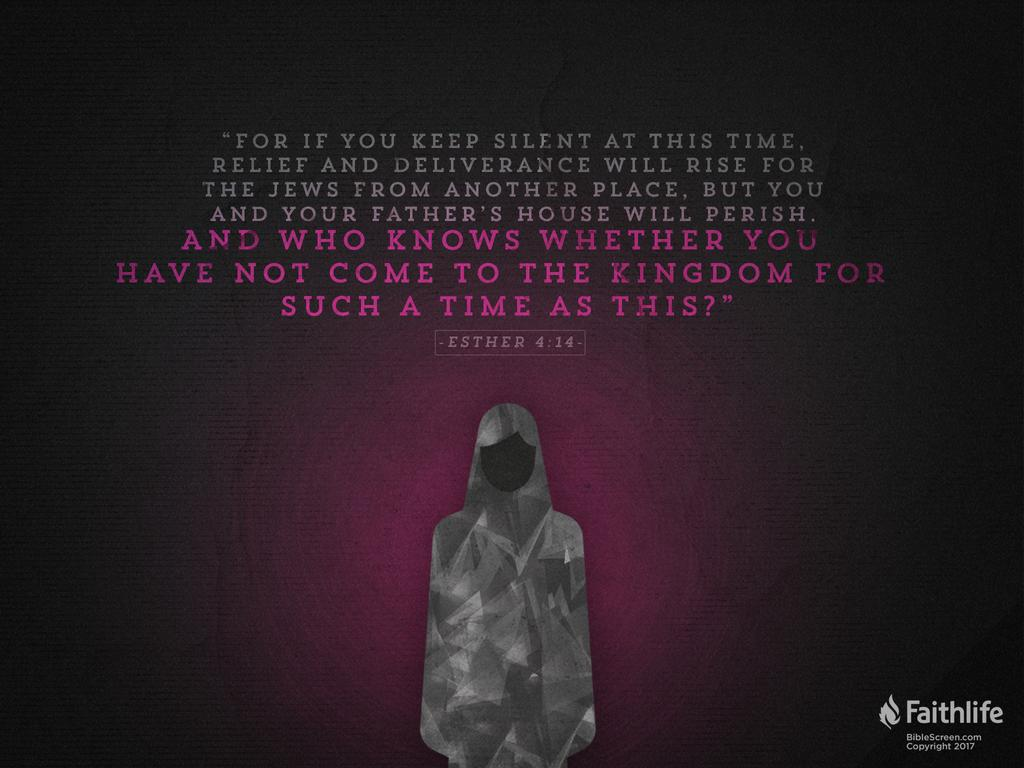 “FOR IF YOU KEEP SILENT AT THIS TIME,
RELIEF AND DELIVERANCE WILL RISE FOR
THE JEWS FROM ANOTHER PLACE, BUT YOU
AND YOUR FATHER’S HOUSE WILL PERISH.
AND WHO KNOWS WHETHER YOU
HAVE NOT COME TO THE KINGDOM FOR
SUCH A TIME AS THIS?”
-ESTHER 4:14-
Faithlife
BibleScreen.com
Copyright 2017